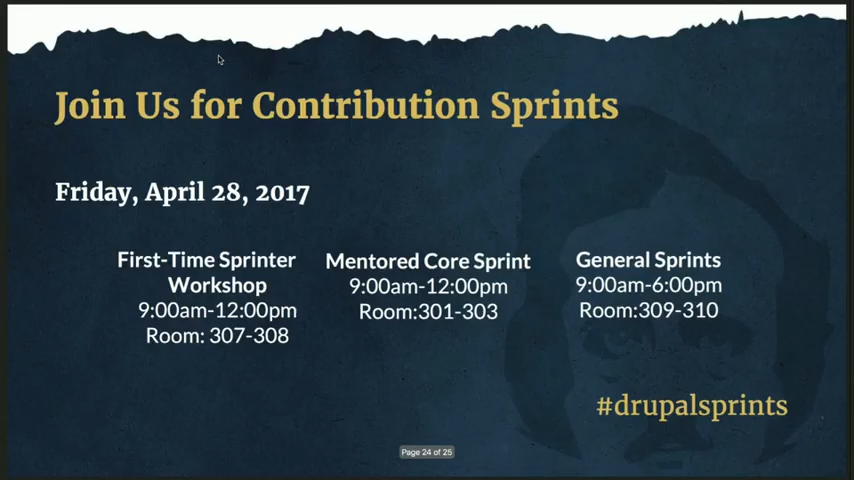 Join Us for Contribution Sprints
Friday, April 28, 2017
First-Time Sprinter
Workshop
9:00am-12:00pm
Room: 307-308
Mentored Core Sprint
9:00am-12:00pm
Room:301-303
General Sprints
9:00am-6:00pm
Room:309-310
#drupalsprints
Page 24 of 25